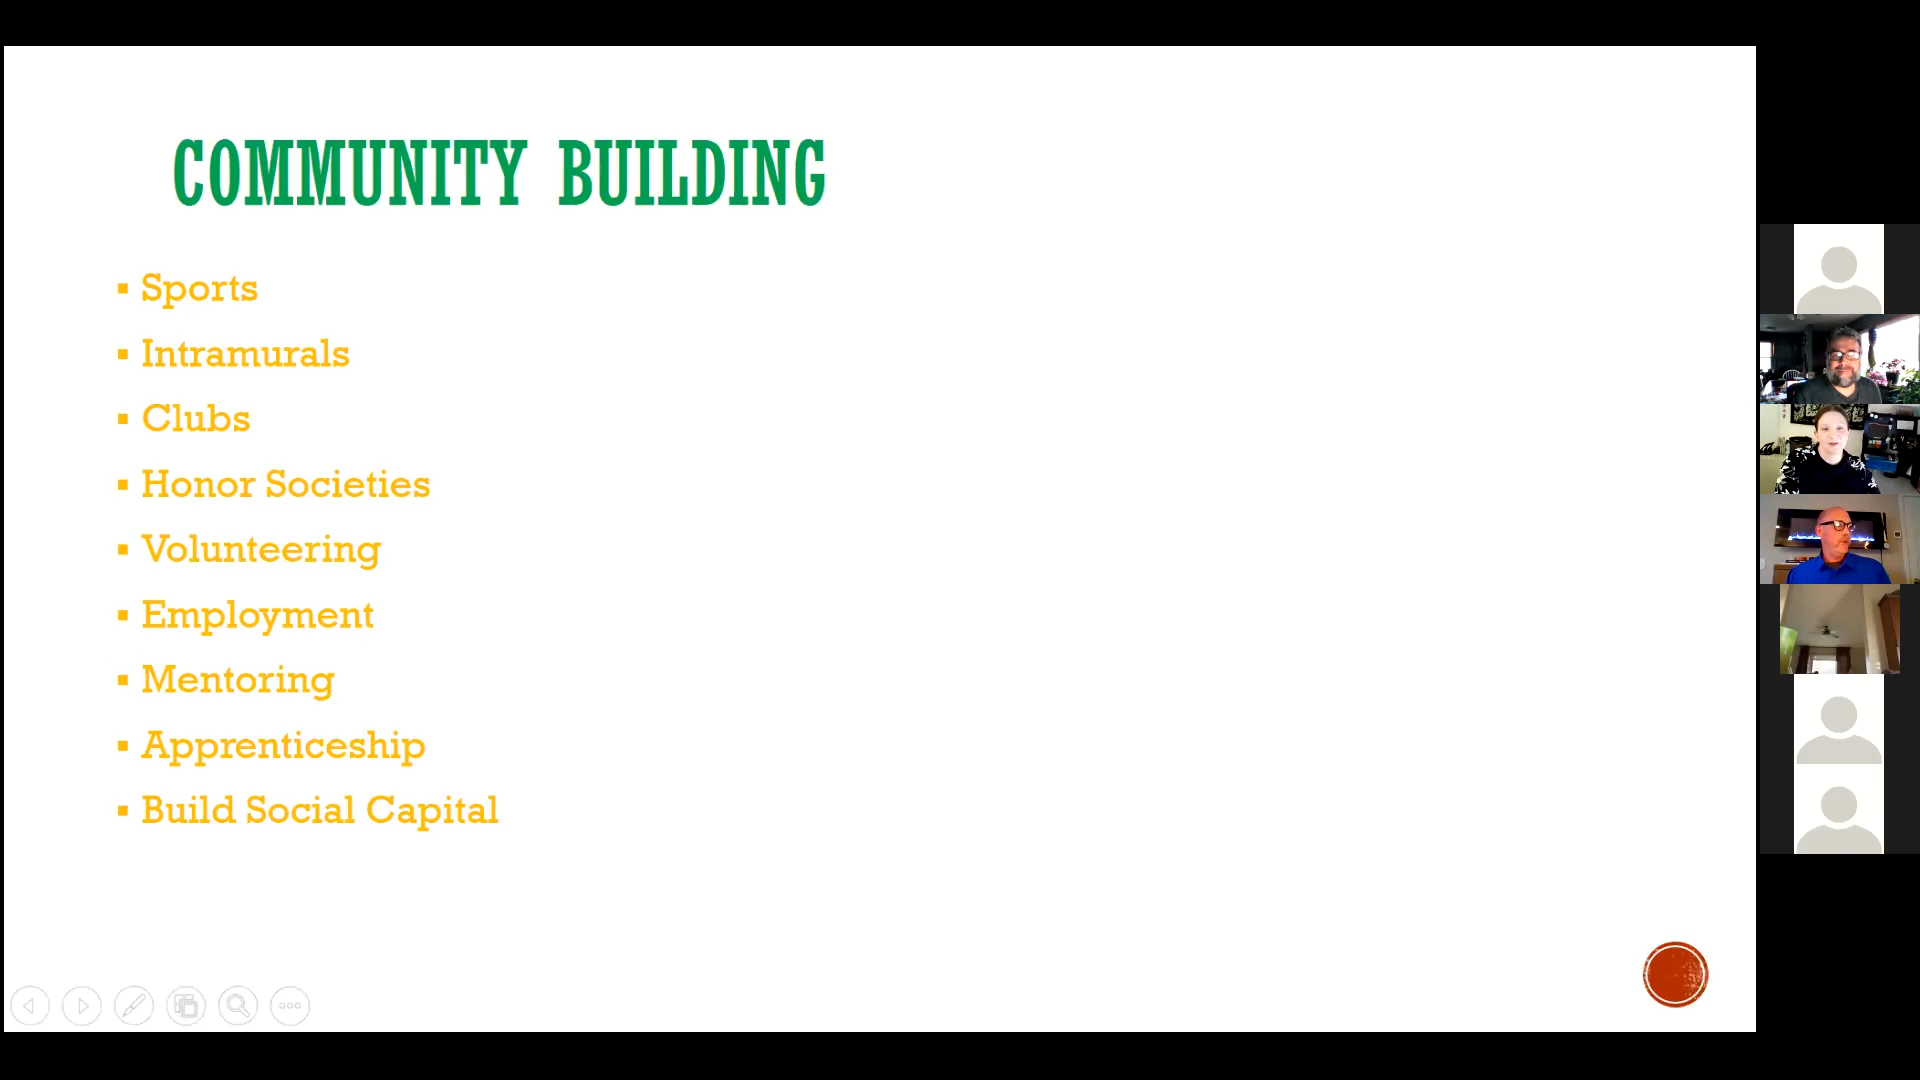 COMMUNITY BUILDING
▪ Sports
▪ Intramurals
▪ Clubs
▪ Honor Societies
▪ Volunteering
▪ Employment
▪ Mentoring
▪ Apprenticeship
▪ Build Social Capital